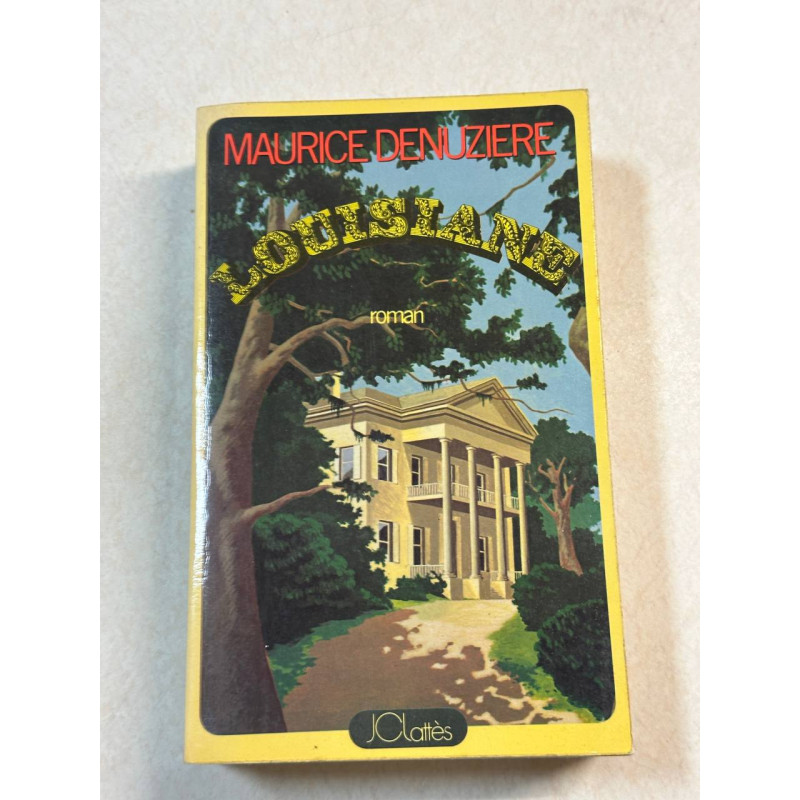 MAURICE DENUZIERE
LOUISIANE
roman
JCLattès